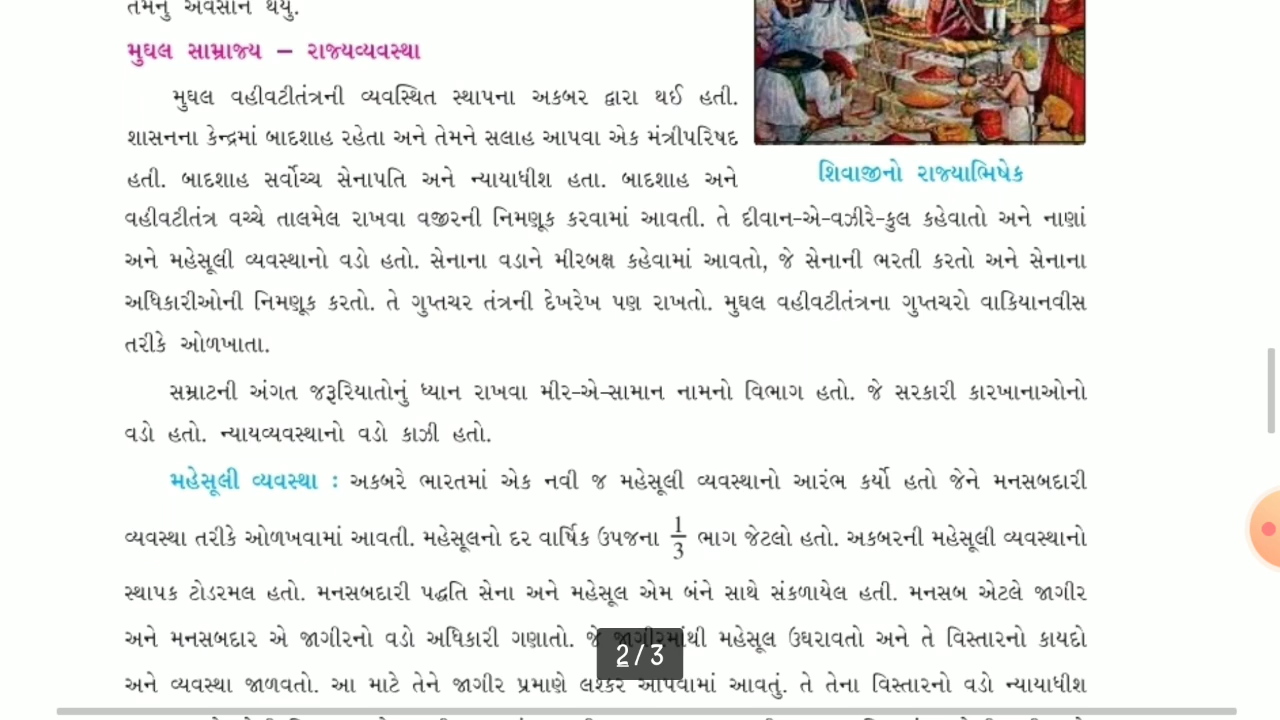 તેમનું અવસાન થયું.
મુઘલ સામ્રાજ્ય – રાજ્યવ્યવસ્થા
મુઘલ વહીવટીતંત્રની વ્યવસ્થિત સ્થાપના અકબર દ્વારા થઈ હતી.
શાસનના કેન્દ્રમાં બાદશાહ રહેતા અને તેમને સલાહ આપવા એક મંત્રીપરિષદ
હતી. બાદશાહ સર્વોચ્ચ સેનાપતિ અને ન્યાયાધીશ હતા. બાદશાહ અને
શિવાજીનો રાજ્યાભિષેક
વહીવટીતંત્ર વચ્ચે તાલમેલ રાખવા વજીરની નિમણૂક કરવામાં આવતી. તે દીવાન-એ-વઝીરે-કુલ કહેવાતો અને નાણાં
અને મહેસૂલી વ્યવસ્થાનો વડો હતો. સેનાના વડાને મીરબક્ષ કહેવામાં આવતો, જે સેનાની ભરતી કરતો અને સેનાના
અધિકારીઓની નિમણૂક કરતો. તે ગુપ્તચર તંત્રની દેખરેખ પણ રાખતો. મુઘલ વહીવટીતંત્રના ગુપ્તચરો વાકિયાનવીસ
તરીકે ઓળખાતા.
સમ્રાટની અંગત જરૂરિયાતોનું ધ્યાન રાખવા મીર-એ-સામાન નામનો વિભાગ હતો. જે સરકારી કારખાનાઓનો
વડો હતો. ન્યાયવ્યવસ્થાનો વડો કાઝી હતો.
મહેસૂલી વ્યવસ્થા : અકબરે ભારતમાં એક નવી જ મહેસૂલી વ્યવસ્થાનો આરંભ કર્યો હતો જેને મનસબદારી
વ્યવસ્થા તરીકે ઓળખવામાં આવતી. મહેસૂલનો દર વાર્ષિક ઉપજના 1/3 ભાગ જેટલો હતો. અકબરની મહેસૂલી વ્યવસ્થાનો
સ્થાપક ટોડરમલ હતો. મનસબદારી પદ્ધતિ સેના અને મહેસૂલ એમ બંને સાથે સંકળાયેલ હતી. મનસબ એટલે જાગીર
અને મનસબદાર એ જાગીરનો વડો અધિકારી ગણાતો. જે જાગીરમાંથી મહેસૂલ ઉઘરાવતો અને તે વિસ્તારનો કાયદો
2/3
અને વ્યવસ્થા જાળવતો. આ માટે તેને જાગીર પ્રમાણે લશ્કર આપવામાં આવતું. તે તેના વિસ્તારનો વડો ન્યાયાધીશ